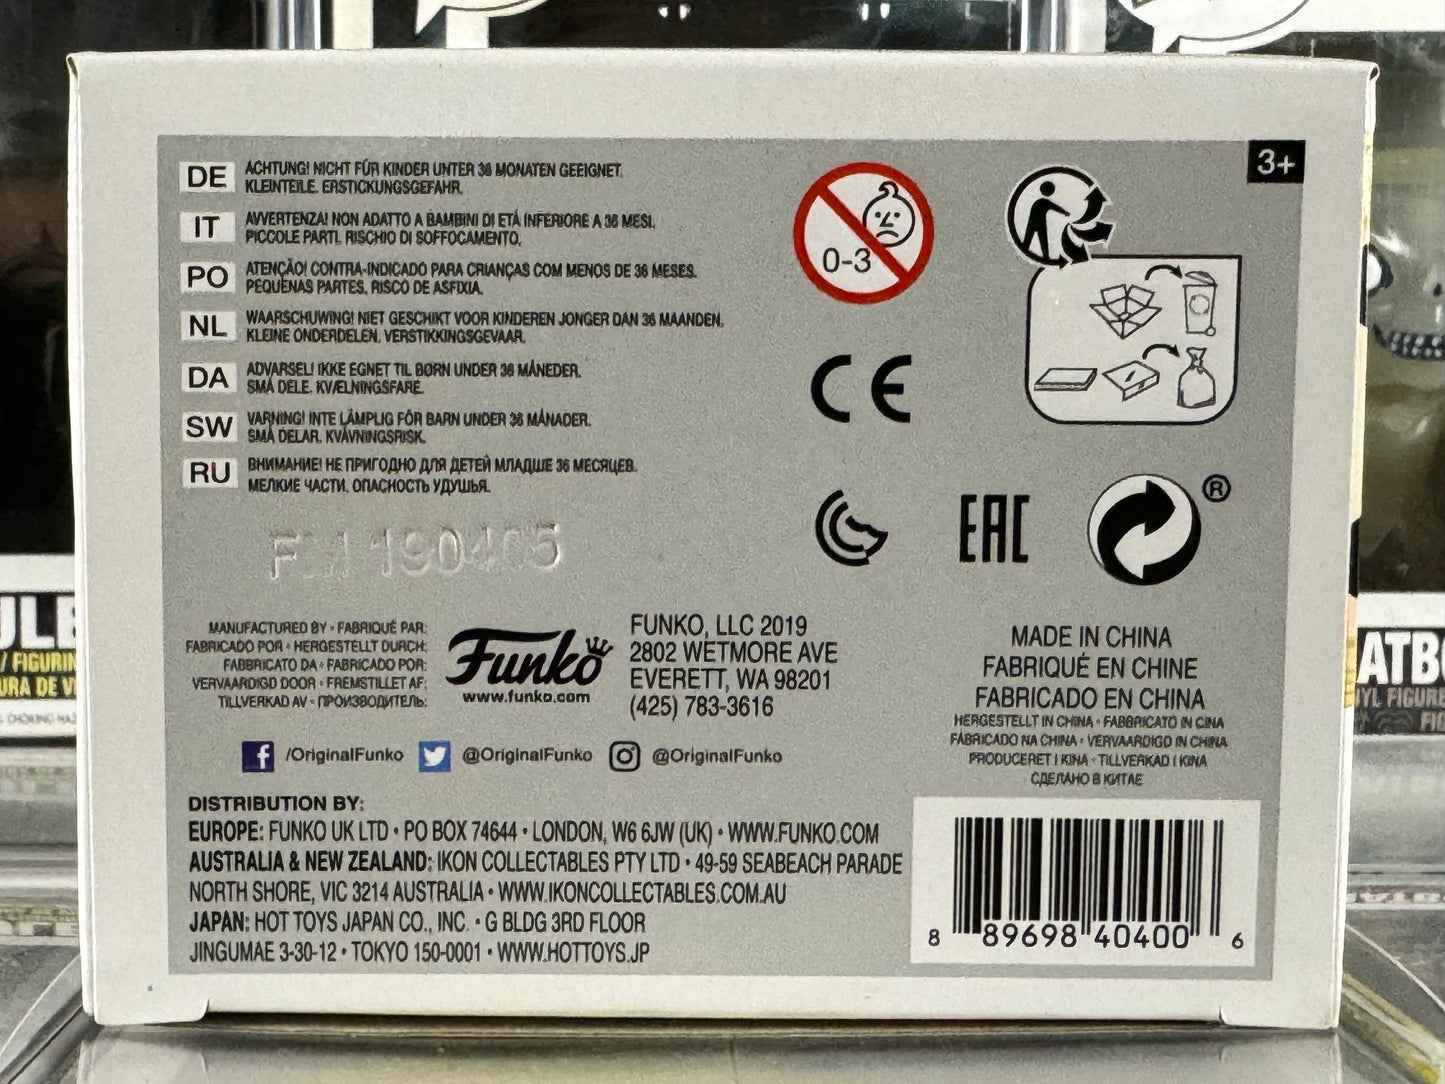 3+
DE ACHTUNG! NICHT FÜR KINDER UNTER 36 MONATEN GEEIGNET.
KLEINTEILE. ERSTICKUNGSGEFAHR.
IT AVVERTENZA! NON ADATTO A BAMBINI DI ETÁ INFERIORE A 36 MESI.
PICCOLE PARTI. RISCHIO DI SOFFOCAMENTO.
PO ATENÇÃO! CONTRA-INDICADO PARA CRIANÇAS COM MENOS DE 36 MESES.
PEQUENAS PARTES. RISCO DE ASFIXIA.
NL WAARSCHUWING! NIET GESCHIKT VOOR KINDEREN JONGER DAN 36 MAANDEN.
KLEINE ONDERDELEN. VERSTIKKINGSGEVAAR.
DA ADVARSEL! IKKE EGNET TIL BØRN UNDER 36 MÅNEDER.
SMÅ DELE. KVÆLNINGSFARE.
SW VARNING! INTE LÄMPLIG FÖR BARN UNDER 36 MÅNADER.
SMÅ DELAR. KVÄVNINGSRISK.
RU ВНИМАНИЕ! НЕ ПРИГОДНО ДЛЯ ДЕТЕЙ МЛАДШЕ 36 МЕСЯЦЕВ.
МЕЛКИЕ ЧАСТИ. ОПАСНОСТЬ УДУШЬЯ.
0-3
CE
EAC
®
MANUFACTURED BY • FABRIQUÉ PAR:
FABRICADO POR • HERGESTELLT DURCH:
FABBRICATO DA • FABRICADO POR:
VERVAARDIGD DOOR • FREMSTILLET AF:
TILLVERKAD AV • ПРОИЗВОДИТЕЛЬ:
Funko
www.funko.com
FUNKO, LLC 2019
2802 WETMORE AVE
EVERETT, WA 98201
(425) 783-3616
MADE IN CHINA
FABRIQUÉ EN CHINE
FABRICADO EN CHINA
HERGESTELLT IN CHINA • FABBRICATO IN CINA
FABRICADO NA CHINA • VERVAARDIGD IN CHINA
PRODUCERET I KINA • TILLVERKAD I KINA
СДЕЛАНО В КИТАЕ
/OriginalFunko @OriginalFunko @OriginalFunko
DISTRIBUTION BY:
EUROPE: FUNKO UK LTD • PO BOX 74644 • LONDON, W6 6JW (UK) • WWW.FUNKO.COM
AUSTRALIA & NEW ZEALAND: IKON COLLECTABLES PTY LTD • 49-59 SEABEACH PARADE
NORTH SHORE, VIC 3214 AUSTRALIA • WWW.IKONCOLLECTABLES.COM.AU
JAPAN: HOT TOYS JAPAN CO., INC. • G BLDG 3RD FLOOR
JINGUMAE 3-30-12 • TOKYO 150-0001 • WWW.HOTTOYS.JP
8 89698 40400 6